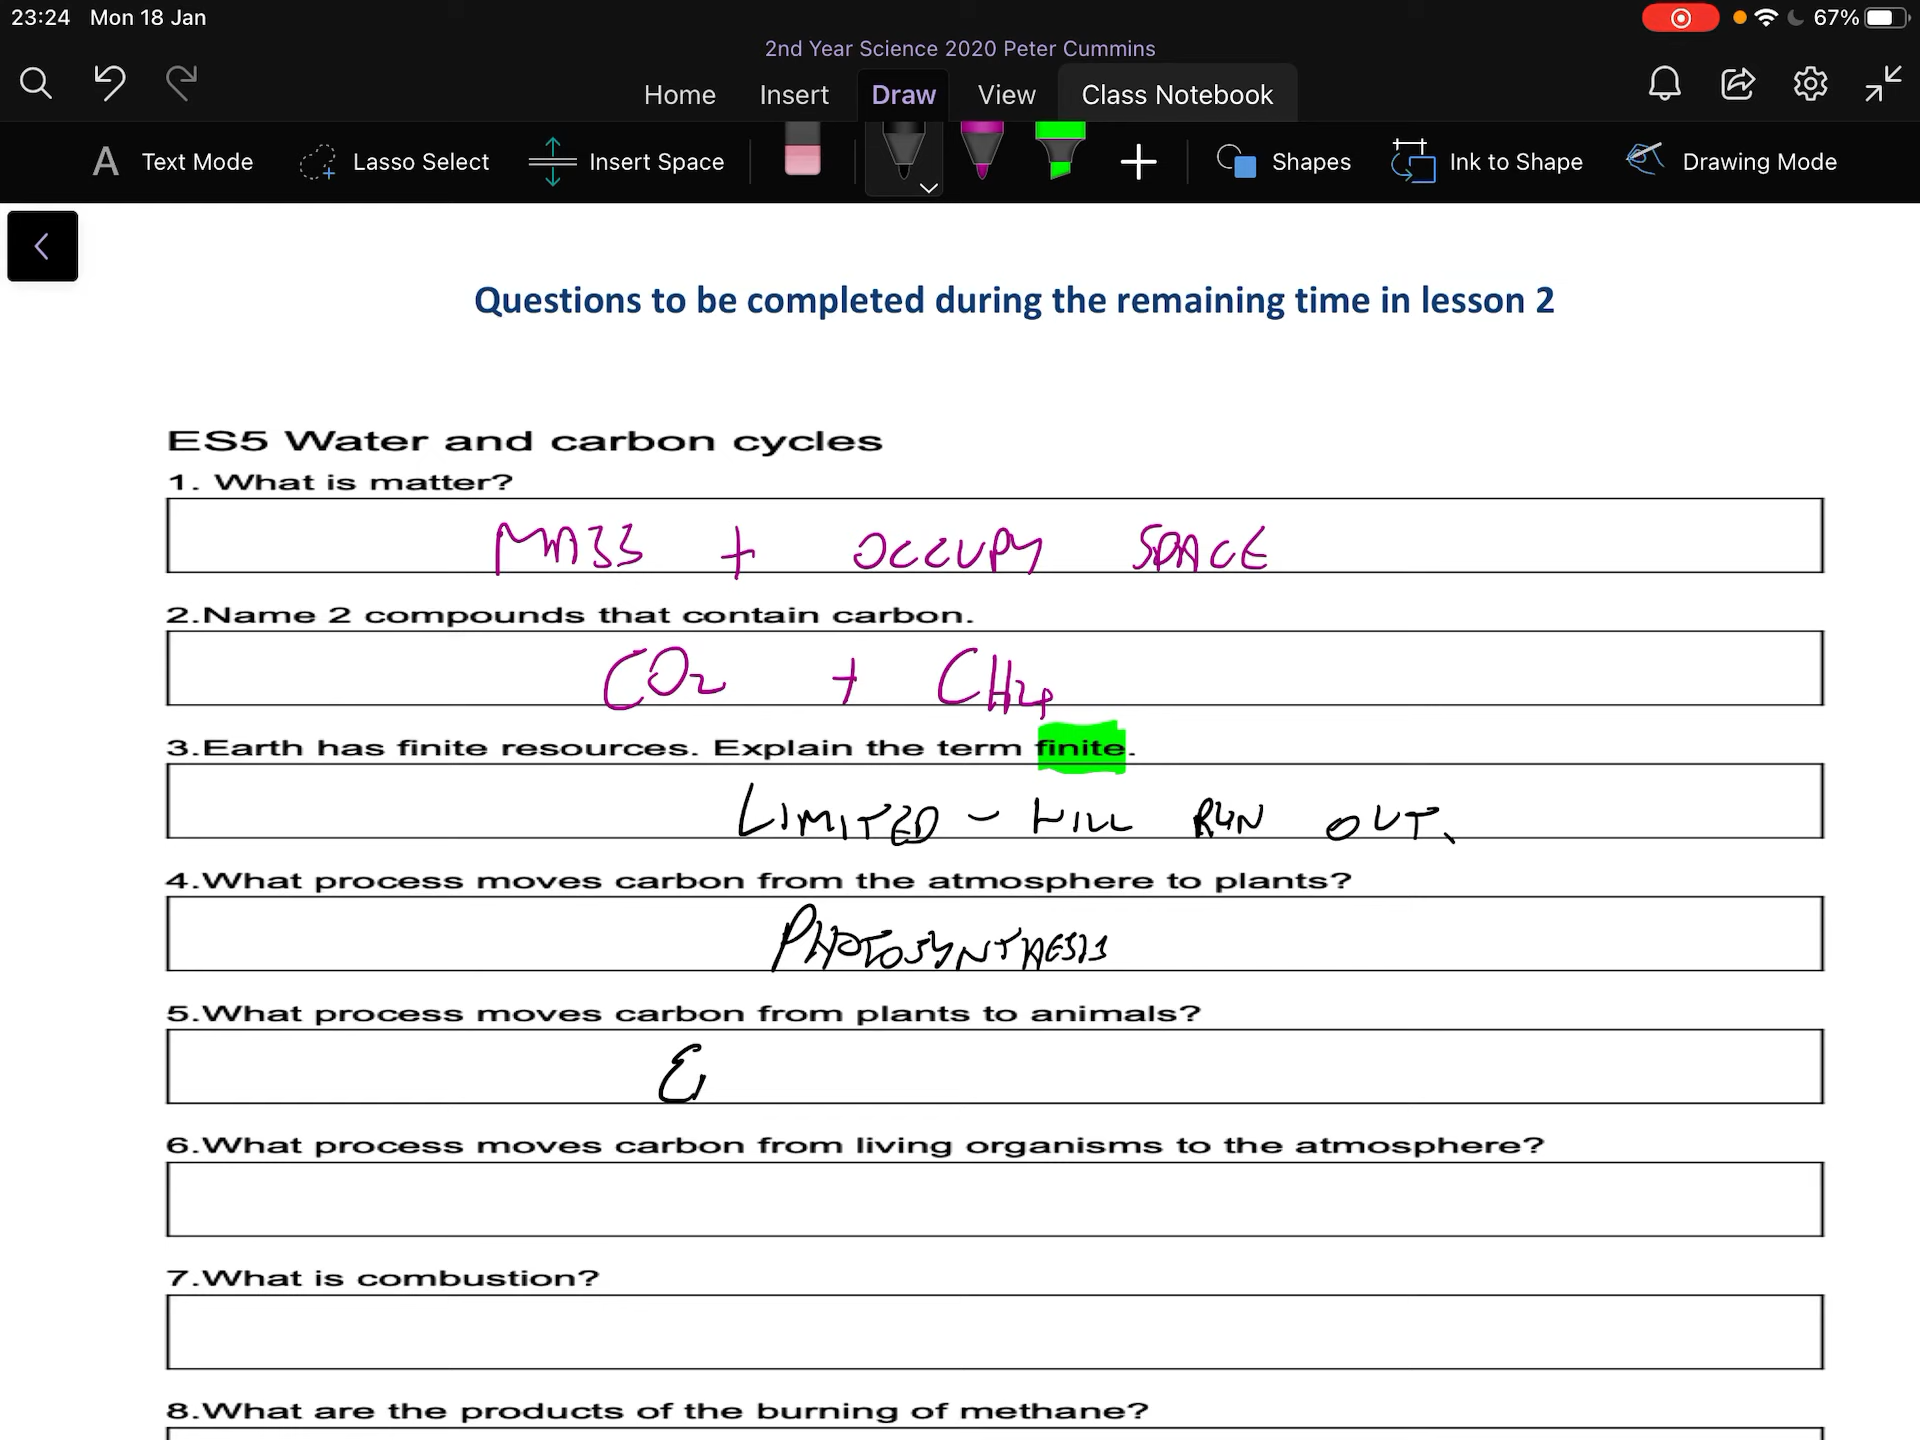 23:24 Mon 18 Jan 67%
2nd Year Science 2020 Peter Cummins
Home Insert Draw View Class Notebook
A Text Mode Lasso Select Insert Space Shapes Ink to Shape Drawing Mode
Questions to be completed during the remaining time in lesson 2
ES5 Water and carbon cycles
1. What is matter?
MASS + OCCUPY SPACE
2.Name 2 compounds that contain carbon.
CO2 + CH4
3.Earth has finite resources. Explain the term finite.
LIMITED - WILL RUN OUT.
4.What process moves carbon from the atmosphere to plants?
PHOTOSYNTHESIS
5.What process moves carbon from plants to animals?
E
6.What process moves carbon from living organisms to the atmosphere?
7.What is combustion?
8.What are the products of the burning of methane?